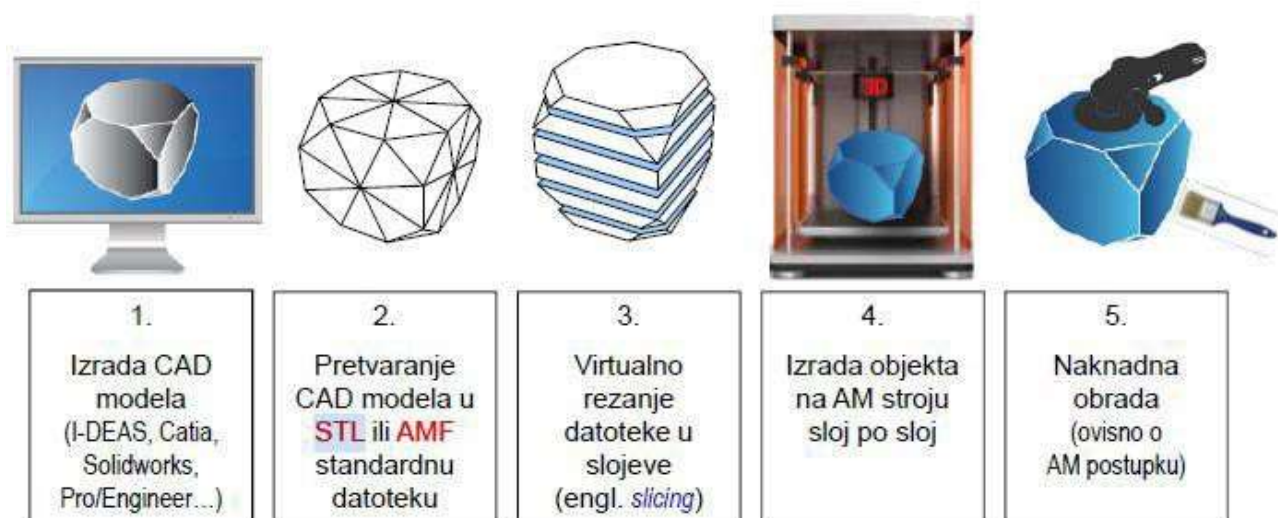 3D
1.
Izrada CAD
modela
(I-DEAS, Catia,
Solidworks,
Pro/Engineer...)
2.
Pretvaranje
CAD modela u
STL ili AMF
standardnu
datoteku
3.
Virtualno
rezanje
datoteke u
slojeve
(engl. slicing)
4.
Izrada objekta
na AM stroju
sloj po sloj
5.
Naknadna
obrada
(ovisno o
AM postupku)